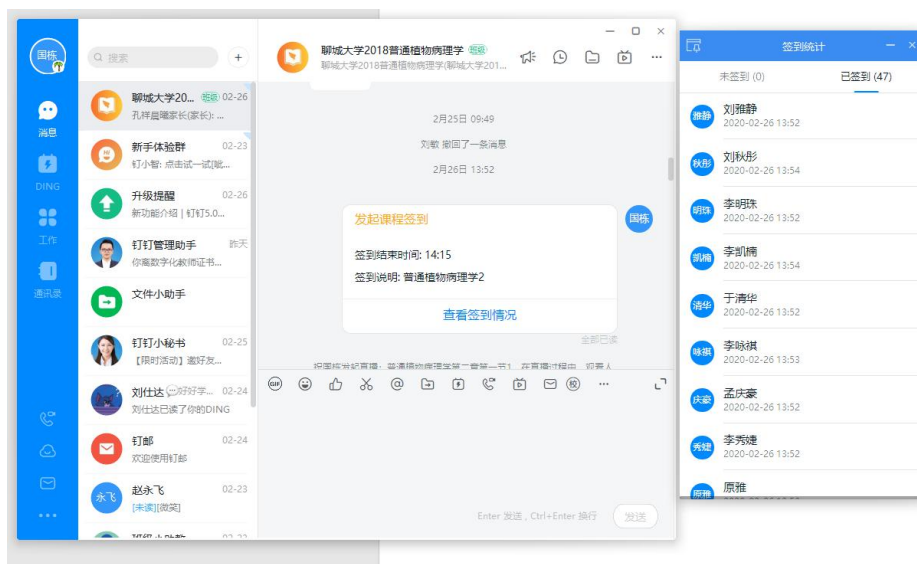 国栋
消息
DING
工作
通讯录
搜索
聊城大学20... 班级 02-26
孔祥晨曦家长(家长): ...
新手体验群 02-23
钉小智: 点击试一试[呲...
升级提醒 02-26
新功能介绍 | 钉钉5.0...
钉钉管理助手 昨天
你离数字化教师证书...
文件小助手
钉钉小秘书 02-25
【限时活动】邀好友...
刘仕达 好好学... 02-24
刘仕达已读了你的DING
钉邮 02-24
欢迎使用钉邮
永飞
赵永飞 02-23
[未读][微笑]
聊城大学2018普通植物病理学 班级
聊城大学2018普通植物病理学(聊城大学201...
2月25日 09:49
刘敏 撤回了一条消息
2月26日 13:52
国栋
发起课程签到
签到结束时间: 14:15
签到说明: 普通植物病理学2
查看签到情况
全部已读
GIF
Enter 发送 , Ctrl+Enter 换行
发送
签到统计
未签到 (0) 已签到 (47)
雅静
刘雅静
2020-02-26 13:52
秋彤
刘秋彤
2020-02-26 13:54
明珠
李明珠
2020-02-26 13:52
凯楠
李凯楠
2020-02-26 13:54
清华
于清华
2020-02-26 13:52
咏祺
李咏祺
2020-02-26 13:53
庆豪
孟庆豪
2020-02-26 13:52
秀婕
李秀婕
2020-02-26 13:52
原雅
原雅